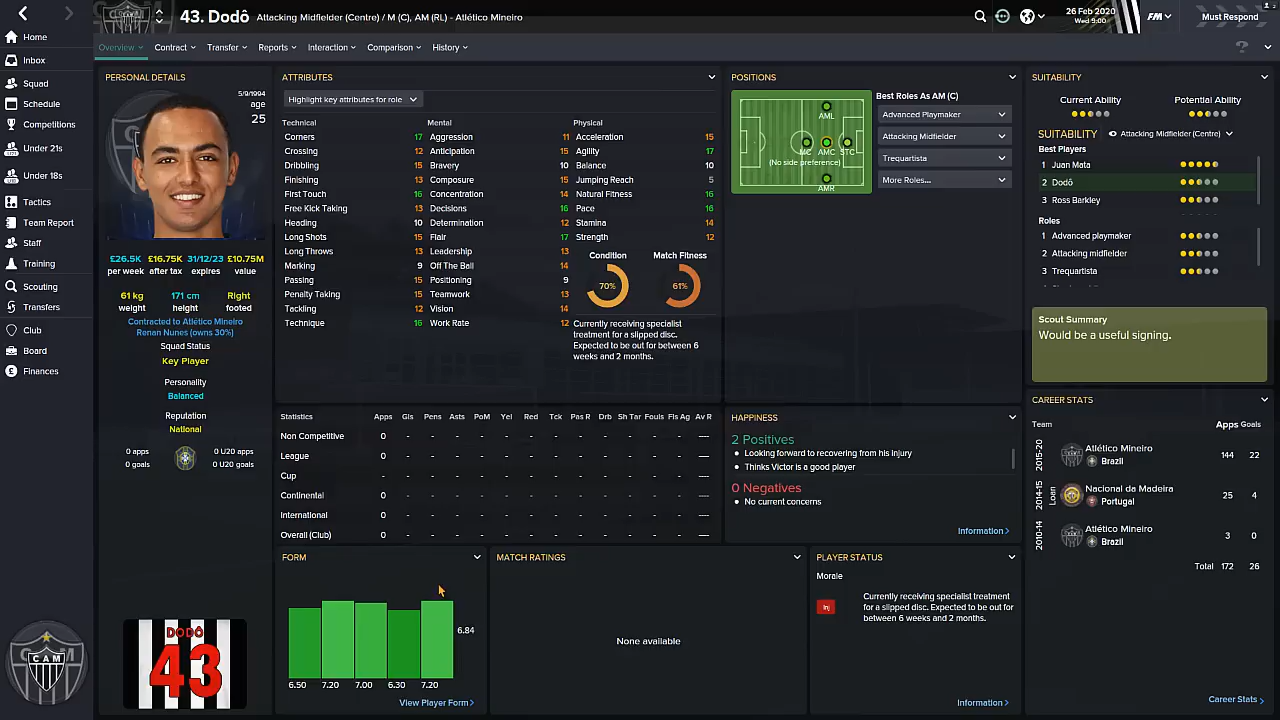 43. Dodô Attacking Midfielder (Centre) / M (C), AM (RL) - Atlético Mineiro
26 Feb 2020
Wed 9:00
FM
Must Respond
Home
Inbox
Squad
Schedule
Competitions
Under 21s
Under 18s
Tactics
Team Report
Staff
Training
Scouting
Transfers
Club
Board
Finances
Overview Contract Transfer Reports Interaction Comparison History
PERSONAL DETAILS
5/9/1994
age
25
£26.5K £16.75K 31/12/23 £10.75M
per week after tax expires value
61 kg 171 cm Right
weight height footed
Contracted to Atlético Mineiro
Renan Nunes (owns 30%)
Squad Status
Key Player
Personality
Balanced
Reputation
National
0 apps 0 U20 apps
0 goals 0 U20 goals
DODÔ
43
CAM
ATTRIBUTES
Highlight key attributes for role
Technical Mental Physical
Corners 17 Aggression 11 Acceleration 15
Crossing 12 Anticipation 15 Agility 17
Dribbling 15 Bravery 10 Balance 10
Finishing 13 Composure 15 Jumping Reach 5
First Touch 16 Concentration 14 Natural Fitness 16
Free Kick Taking 13 Decisions 16 Pace 16
Heading 10 Determination 12 Stamina 14
Long Shots 15 Flair 17 Strength 12
Long Throws 13 Leadership 13
Marking 9 Off The Ball 14
Passing 15 Positioning 9
Penalty Taking 15 Teamwork 13
Tackling 12 Vision 14
Technique 16 Work Rate 12
Condition Match Fitness
70% 61%
Currently receiving specialist
treatment for a slipped disc.
Expected to be out for between 6
weeks and 2 months.
Statistics Apps Gls Pens Asts PoM Yel Red Tck Pas R Drb Sh Tar Fouls Fls Ag Av R
Non Competitive 0 - - - - - - - - - - - - ---
League 0 - - - - - - - - - - - - ---
Cup - - - - - - - - - - - - - ---
Continental 0 - - - - - - - - - - - - ---
International 0 - - - - - - - - - - - - ---
Overall (Club) 0 - - - - - - - - - - - - ---
FORM
6.84
6.50 7.20 7.00 6.30 7.20
View Player Form >
MATCH RATINGS
None available
POSITIONS
AML
MC AMC STC
(No side preference)
AMR
Best Roles As AM (C)
Advanced Playmaker
Attacking Midfielder
Trequartista
More Roles...
HAPPINESS
2 Positives
• Looking forward to recovering from his injury
• Thinks Victor is a good player
0 Negatives
• No current concerns
Information >
PLAYER STATUS
Morale
Inj
Currently receiving specialist treatment
for a slipped disc. Expected to be out for
between 6 weeks and 2 months.
Information >
SUITABILITY
Current Ability Potential Ability
SUITABILITY Attacking Midfielder (Centre)
Best Players
1 Juan Mata
2 Dodô
3 Ross Barkley
Roles
1 Advanced playmaker
2 Attacking midfielder
3 Trequartista
Scout Summary
Would be a useful signing.
CAREER STATS
Team Apps Goals
2015-20 Atlético Mineiro Brazil 144 22
2014-15 Loan Nacional da Madeira Portugal 25 4
2010-14 Atlético Mineiro Brazil 3 0
Total 172 26
Career Stats >